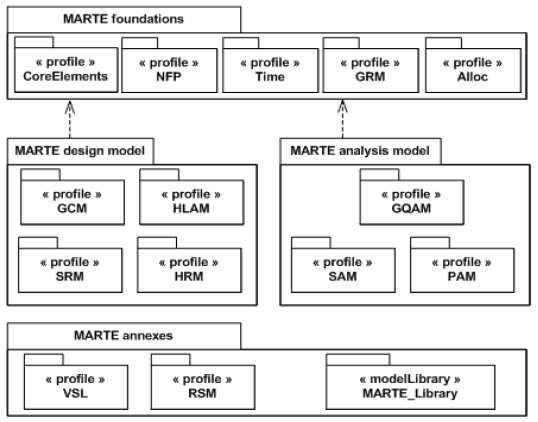 MARTE foundations
« profile » « profile » « profile » « profile » « profile »
CoreElements NFP Time GRM Alloc
MARTE design model
« profile » « profile »
GCM HLAM
« profile » « profile »
SRM HRM
MARTE analysis model
« profile »
GQAM
« profile » « profile »
SAM PAM
MARTE annexes
« profile » « profile » « modelLibrary »
VSL RSM MARTE_Library